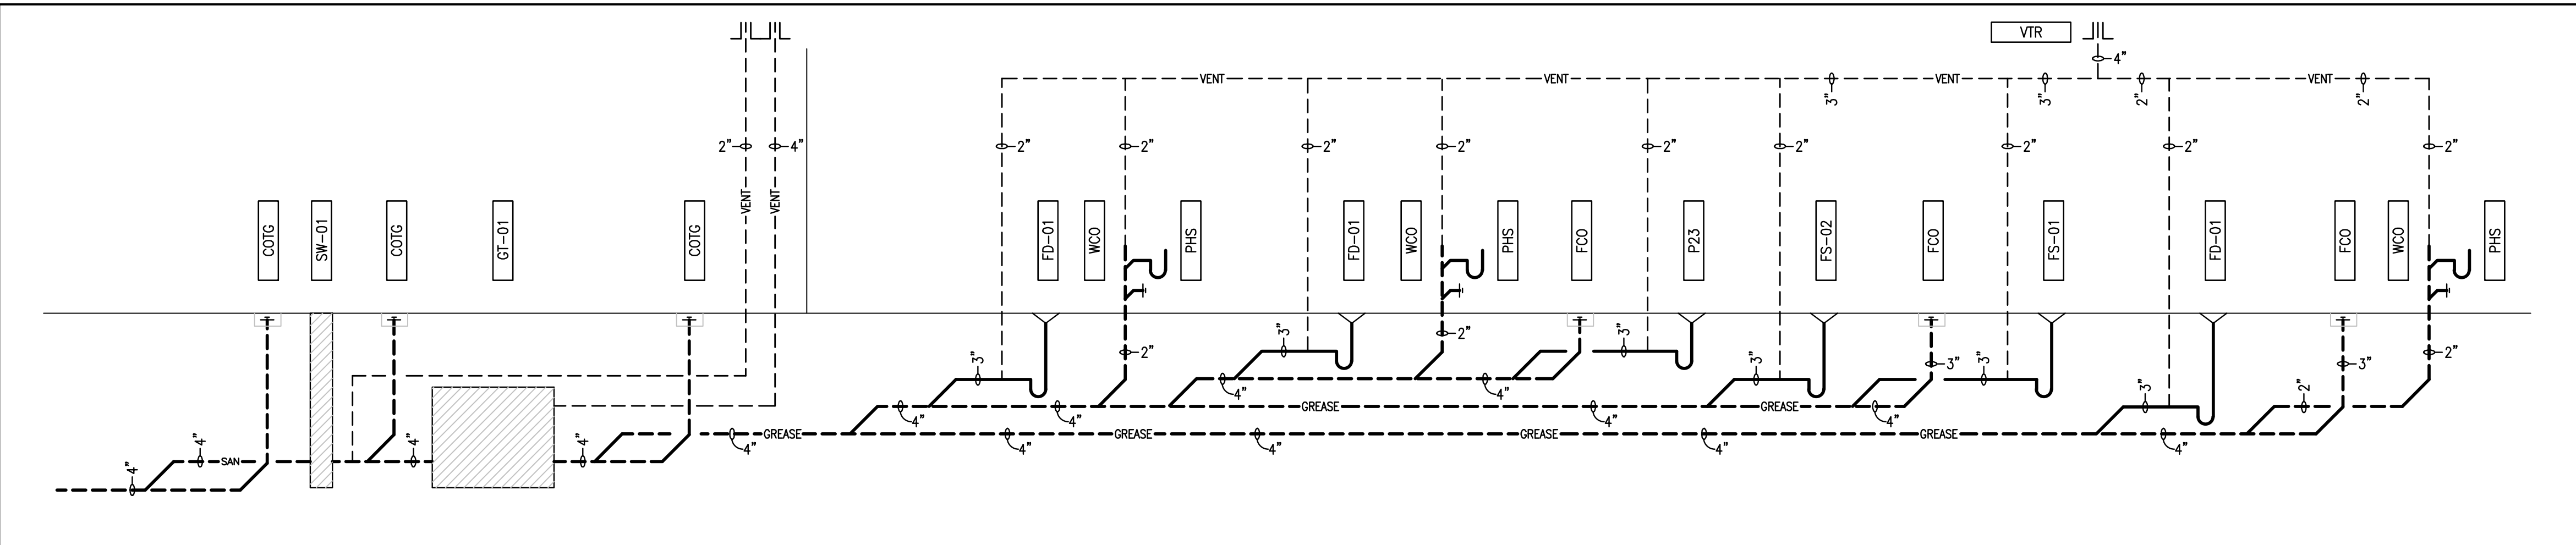 VTR
4"
VENT
VENT
VENT
VENT
3"
3"
2"
2"
2"
4"
2"
2"
2"
2"
2"
2"
2"
2"
2"
VENT
VENT
COTG
SW-01
COTG
GT-01
COTG
FD-01
WCO
PHS
FD-01
WCO
PHS
FCO
P23
FS-02
FCO
FS-01
FD-01
FCO
WCO
PHS
3"
2"
3"
2"
3"
3"
3"
3"
3"
2"
3"
2"
4"
4"
4"
4"
GREASE
4"
GREASE
4"
4"
SAN
4"
4"
4"
GREASE
4"
GREASE
4"
GREASE
4"
GREASE
4"
4"